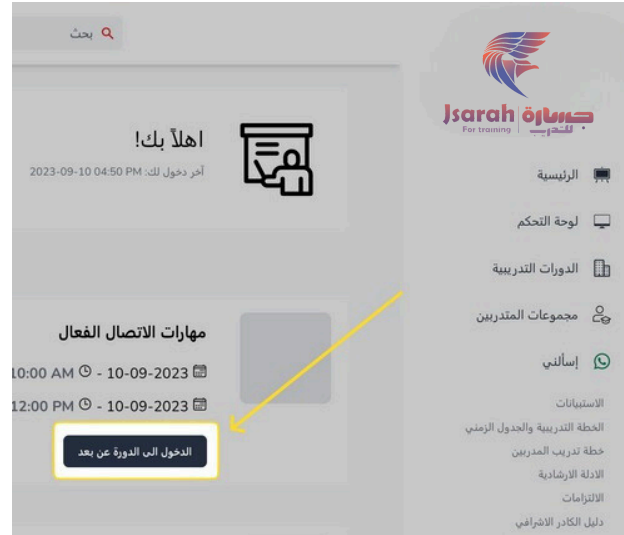 جسارة Jsarah
للتدريب For training
الرئيسية
لوحة التحكم
الدورات التدريبية
مجموعات المتدربين
إسألني
الاستبيانات
الخطة التدريبية والجدول الزمني
خطة تدريب المدربين
الادلة الارشادية
الالتزامات
دليل الكادر الاشرافي
بحث
اهلاً بك!
آخر دخول لك: 2023-09-10 04:50 PM
مهارات الاتصال الفعال
10-09-2023 - 10:00 AM
10-09-2023 - 12:00 PM
الدخول الى الدورة عن بعد